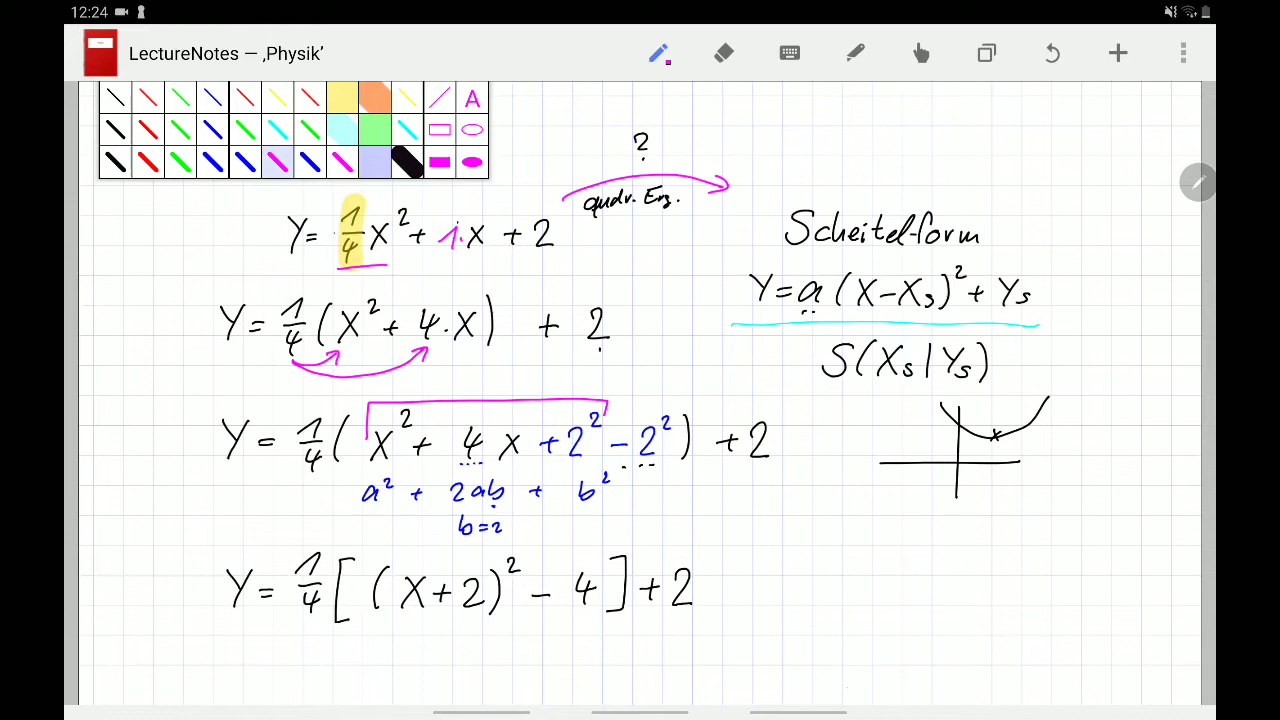 12:24
LectureNotes — ‚Physik‘
A
?
quadr. Erg.
Y = 1/4 X² + 1·X + 2
Scheitelform
Y = a (X − Xs)² + Ys
Y = 1/4 (X² + 4·X) + 2
S(Xs | Ys)
Y = 1/4 (X² + 4 X + 2² − 2²) + 2
a² + 2ab + b²
b = 2
Y = 1/4 [ (X + 2)² − 4 ] + 2